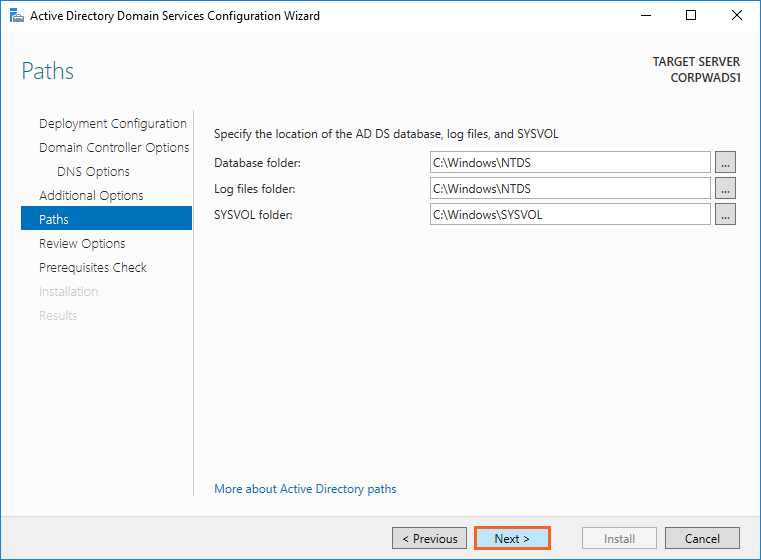 Active Directory Domain Services Configuration Wizard
Paths
TARGET SERVER
CORPWADS1
Deployment Configuration
Domain Controller Options
DNS Options
Additional Options
Paths
Review Options
Prerequisites Check
Installation
Results
Specify the location of the AD DS database, log files, and SYSVOL
Database folder: C:\Windows\NTDS ...
Log files folder: C:\Windows\NTDS ...
SYSVOL folder: C:\Windows\SYSVOL ...
More about Active Directory paths
< Previous Next > Install Cancel